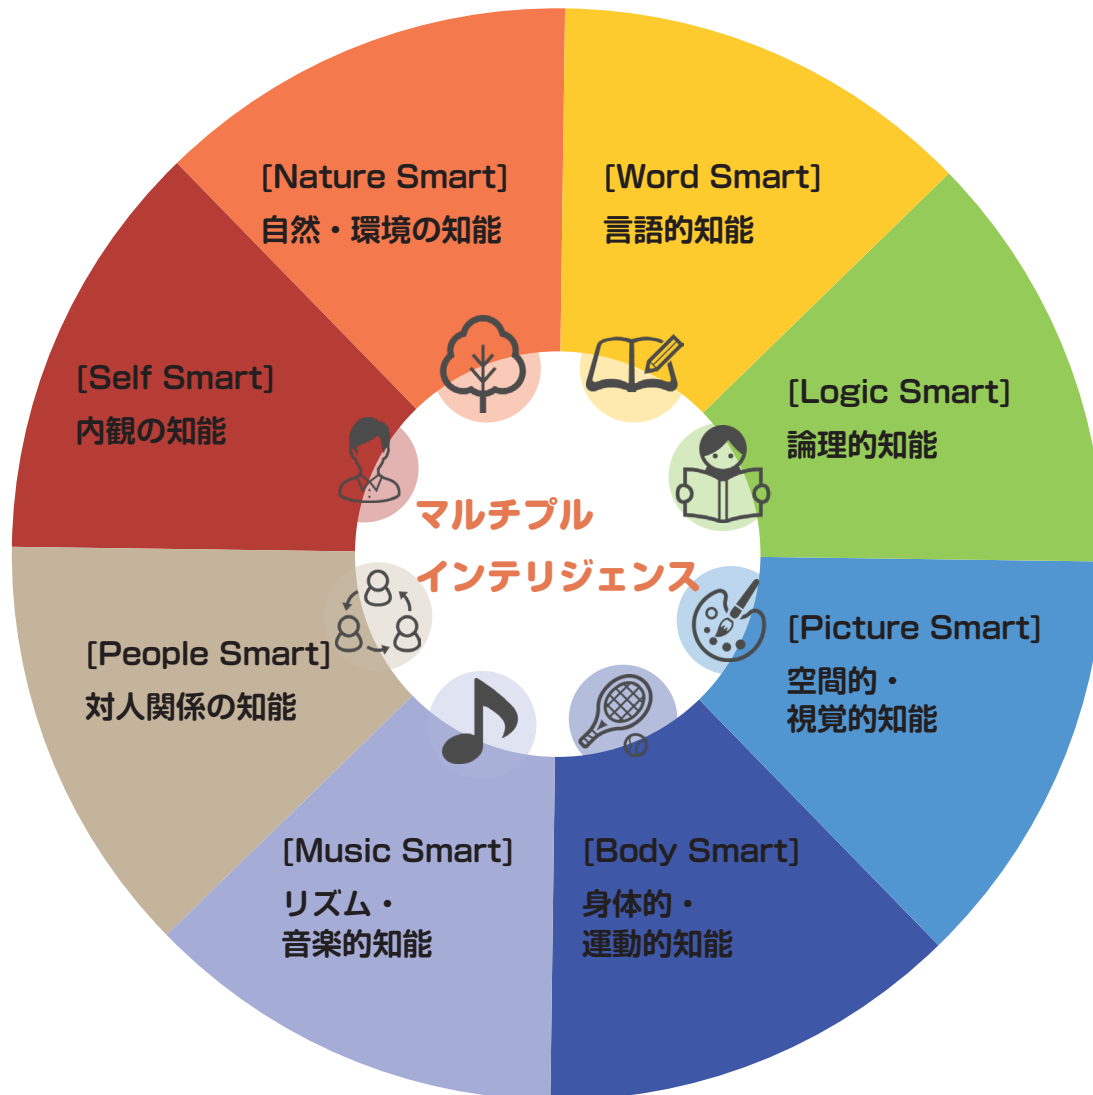 [Nature Smart]
自然・環境の知能
[Word Smart]
言語的知能
[Logic Smart]
論理的知能
[Picture Smart]
空間的・
視覚的知能
[Body Smart]
身体的・
運動的知能
[Music Smart]
リズム・
音楽的知能
[People Smart]
対人関係の知能
[Self Smart]
内観の知能
マルチプル
インテリジェンス